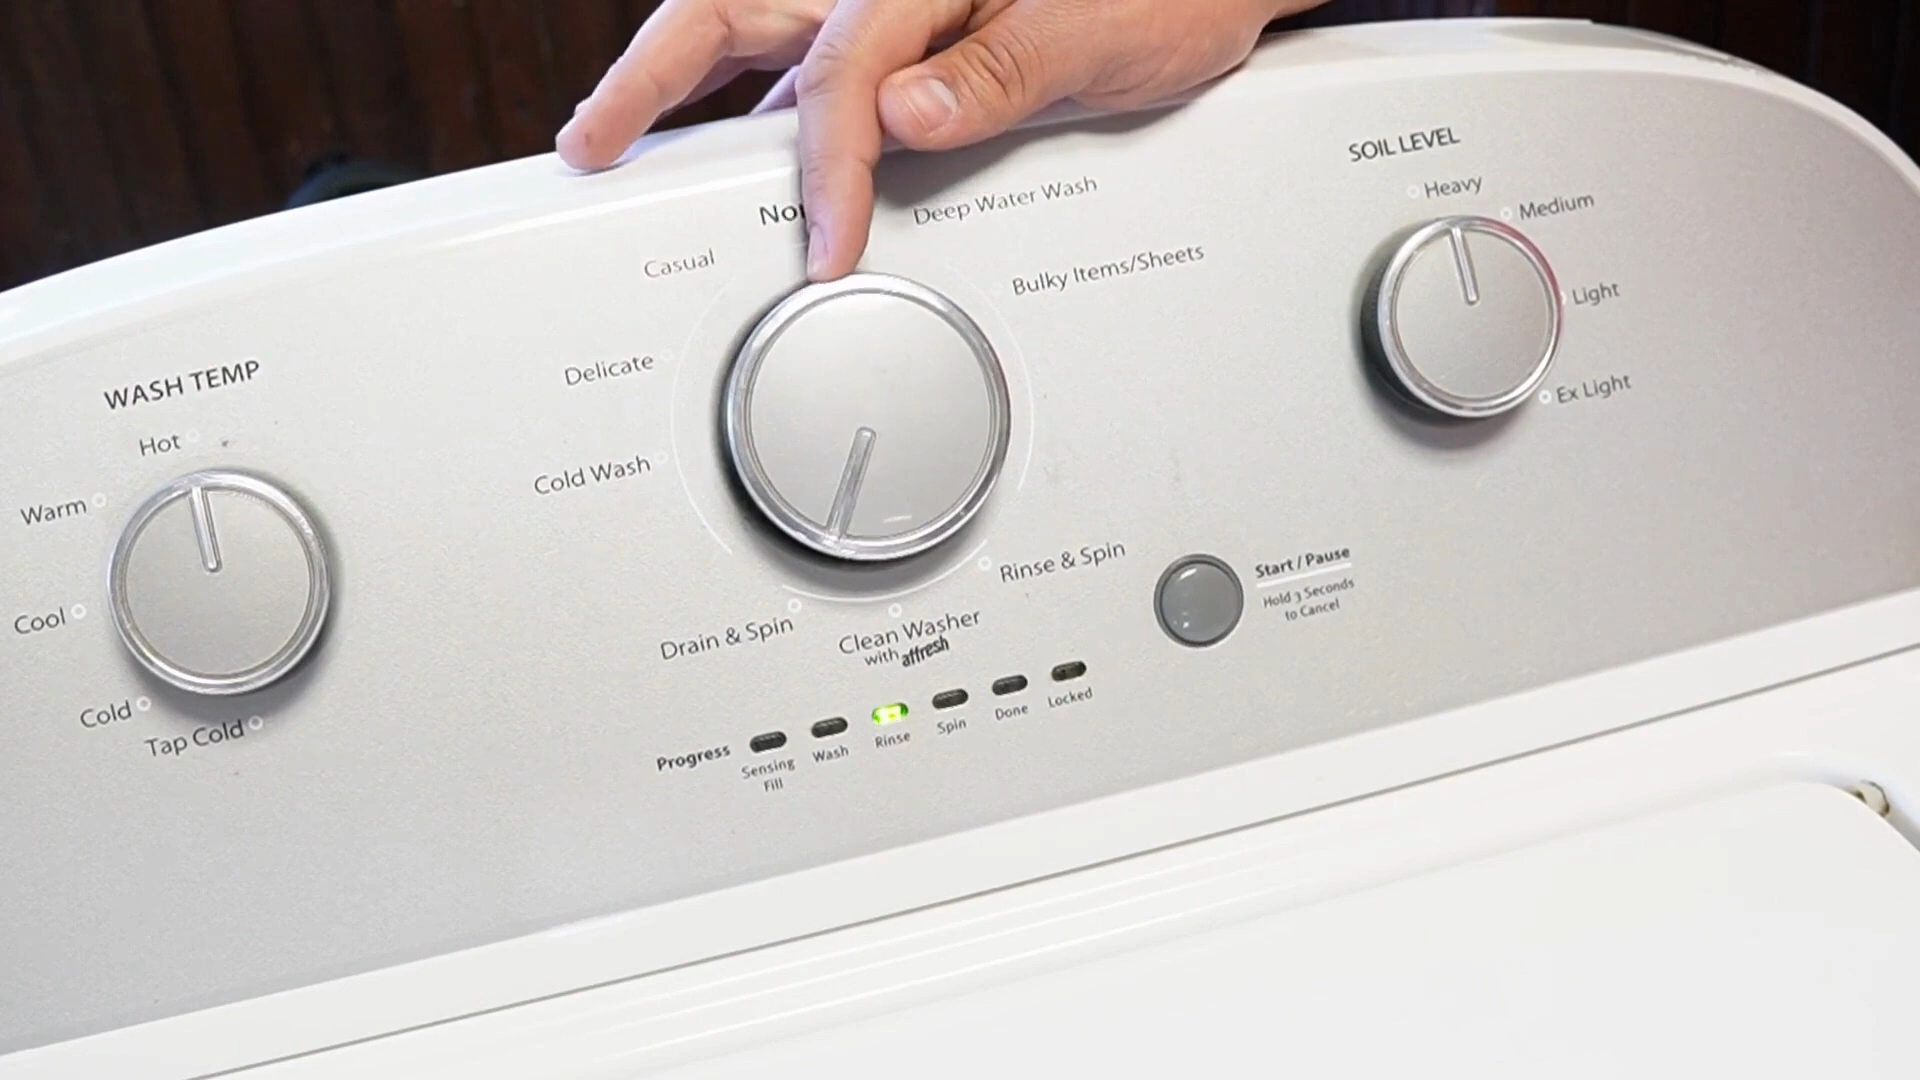 WASH TEMP
Hot
Warm
Cool
Cold
Tap Cold
Casual
Delicate
Cold Wash
Deep Water Wash
Bulky Items/Sheets
Rinse & Spin
Clean Washer
with affresh
Drain & Spin
Progress
Sensing
Fill
Wash
Rinse
Spin
Done
Locked
Start / Pause
Hold 3 Seconds
to Cancel
SOIL LEVEL
Heavy
Medium
Light
Ex Light